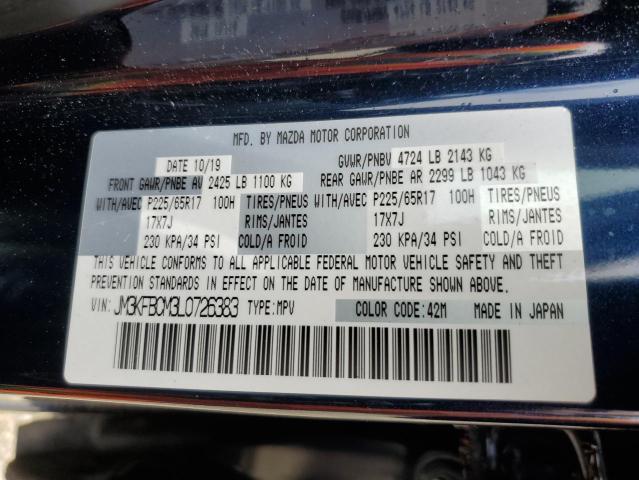 MFD. BY MAZDA MOTOR CORPORATION
DATE 10/19 GVWR/PNBV 4724 LB 2143 KG
FRONT GAWR/PNBE AV 2425 LB 1100 KG REAR GAWR/PNBE AR 2299 LB 1043 KG
WITH/AVEC P225/65R17 100H TIRES/PNEUS WITH/AVEC P225/65R17 100H TIRES/PNEUS
17X7J RIMS/JANTES 17X7J RIMS/JANTES
230 KPA/34 PSI COLD/A FROID 230 KPA/34 PSI COLD/A FROID
THIS VEHICLE CONFORMS TO ALL APPLICABLE FEDERAL MOTOR VEHICLE SAFETY AND THEFT
PREVENTION STANDARDS IN EFFECT ON THE DATE OF MANUFACTURE SHOWN ABOVE.
VIN: JM3KFBCM3L0726383 TYPE:MPV COLOR CODE:42M MADE IN JAPAN